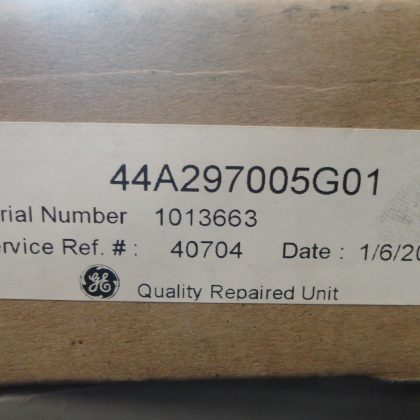 44A297005G01
rial Number 1013663
ervice Ref. # : 40704 Date : 1/6/20
GE Quality Repaired Unit